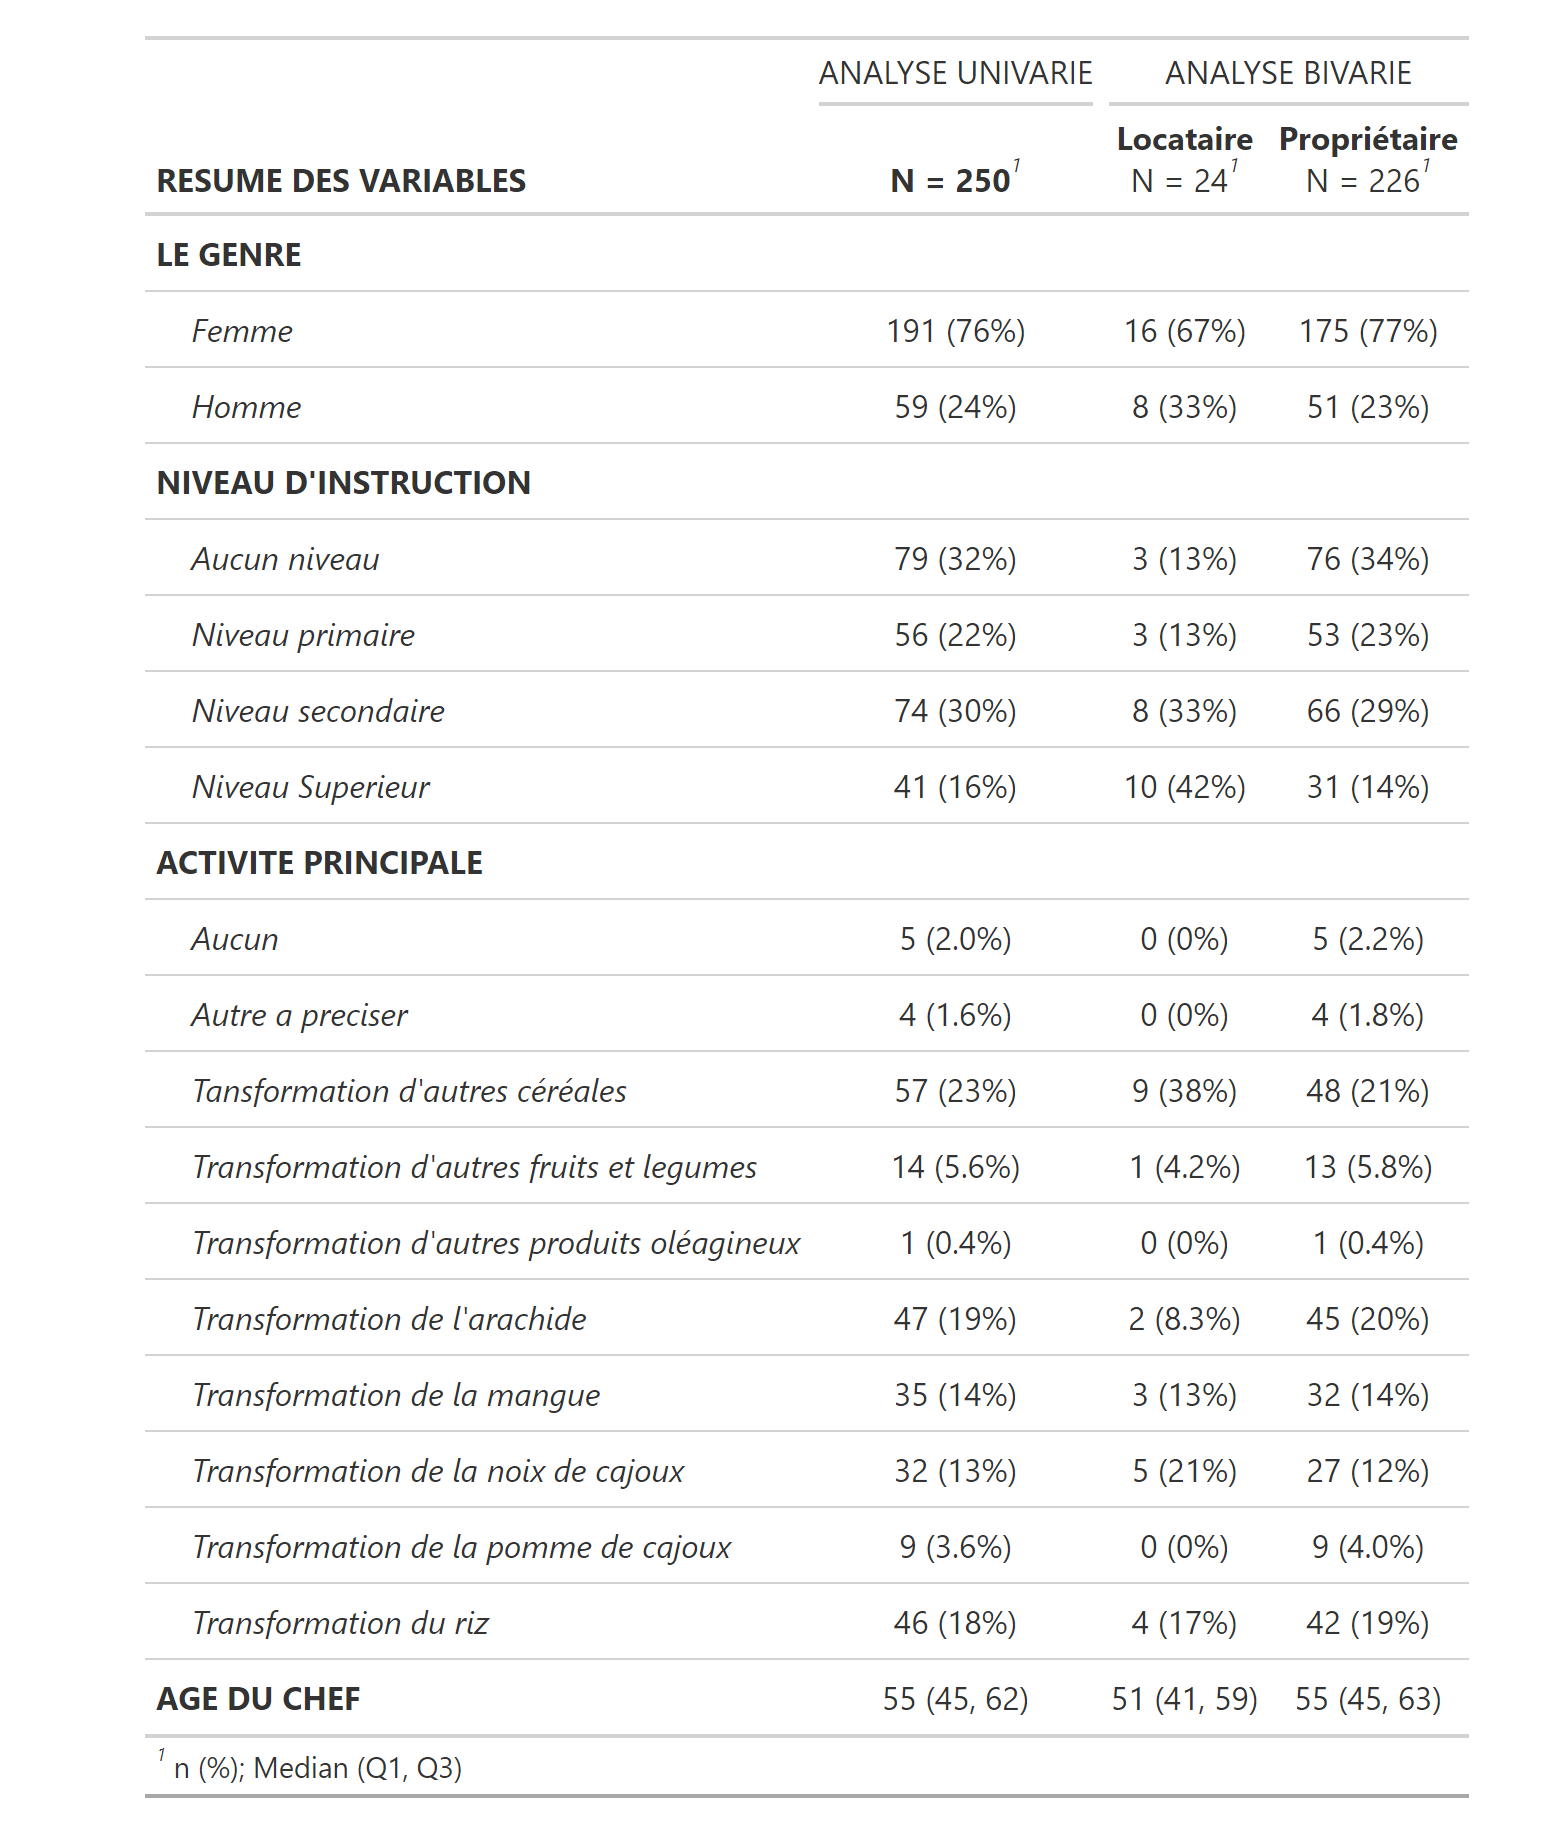 ANALYSE UNIVARIE ANALYSE BIVARIE
Locataire Propriétaire
RESUME DES VARIABLES N = 250¹ N = 24¹ N = 226¹
LE GENRE
Femme 191 (76%) 16 (67%) 175 (77%)
Homme 59 (24%) 8 (33%) 51 (23%)
NIVEAU D'INSTRUCTION
Aucun niveau 79 (32%) 3 (13%) 76 (34%)
Niveau primaire 56 (22%) 3 (13%) 53 (23%)
Niveau secondaire 74 (30%) 8 (33%) 66 (29%)
Niveau Superieur 41 (16%) 10 (42%) 31 (14%)
ACTIVITE PRINCIPALE
Aucun 5 (2.0%) 0 (0%) 5 (2.2%)
Autre a preciser 4 (1.6%) 0 (0%) 4 (1.8%)
Tansformation d'autres céréales 57 (23%) 9 (38%) 48 (21%)
Transformation d'autres fruits et legumes 14 (5.6%) 1 (4.2%) 13 (5.8%)
Transformation d'autres produits oléagineux 1 (0.4%) 0 (0%) 1 (0.4%)
Transformation de l'arachide 47 (19%) 2 (8.3%) 45 (20%)
Transformation de la mangue 35 (14%) 3 (13%) 32 (14%)
Transformation de la noix de cajoux 32 (13%) 5 (21%) 27 (12%)
Transformation de la pomme de cajoux 9 (3.6%) 0 (0%) 9 (4.0%)
Transformation du riz 46 (18%) 4 (17%) 42 (19%)
AGE DU CHEF 55 (45, 62) 51 (41, 59) 55 (45, 63)
¹ n (%); Median (Q1, Q3)